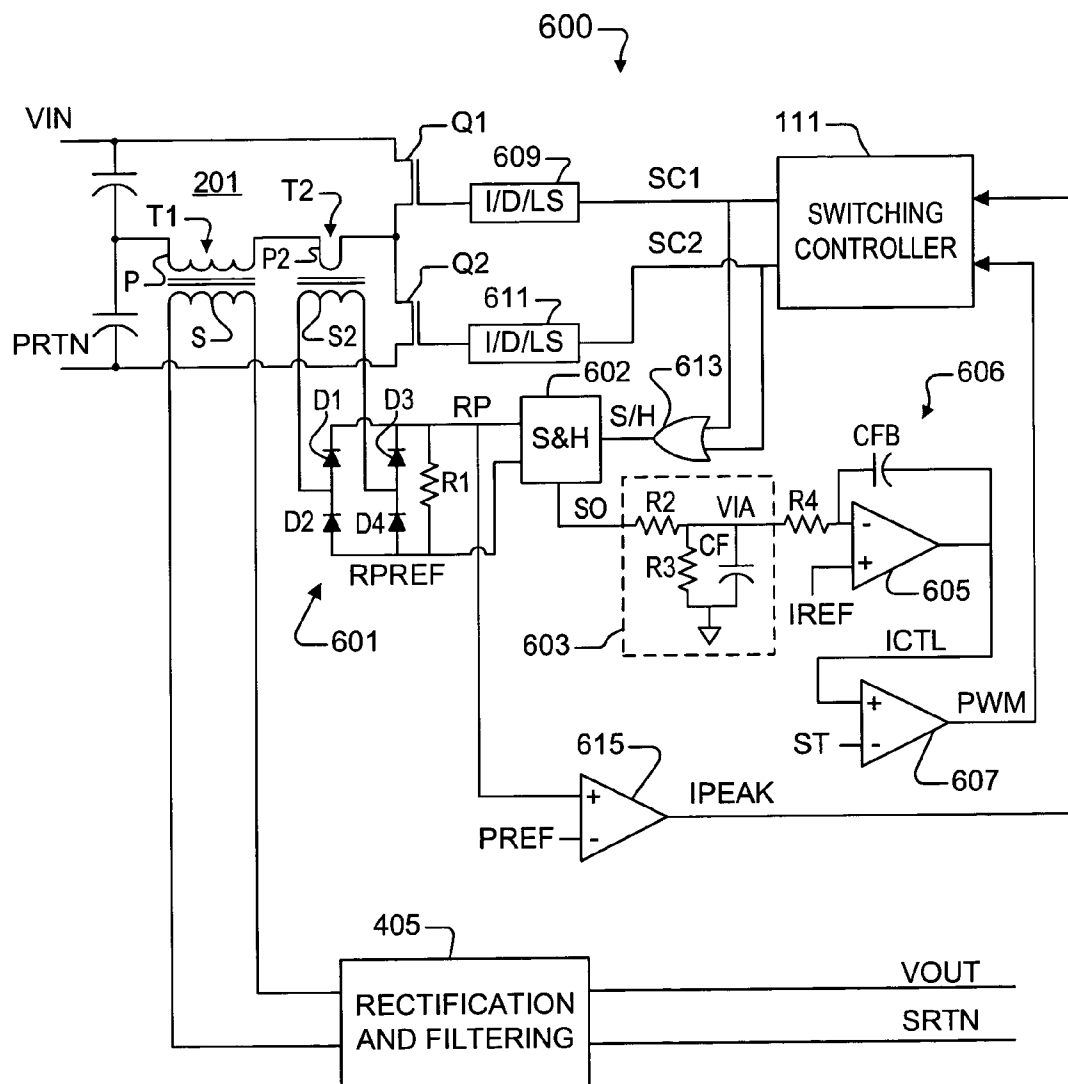 600
VIN
Q1
609
111
201
T2
SC1
T1
I/D/LS
SWITCHING
CONTROLLER
P2
SC2
Q2
P
611
S
S2
I/D/LS
PRTN
602
613
606
D1
D3
RP
S/H
CFB
S&H
R1
SO
R2
VIA
R4
-
D2
D4
CF
R3
+
RPREF
605
IREF
601
603
ICTL
+
PWM
ST
-
615
607
+
IPEAK
PREF
-
405
VOUT
RECTIFICATION
AND FILTERING
SRTN